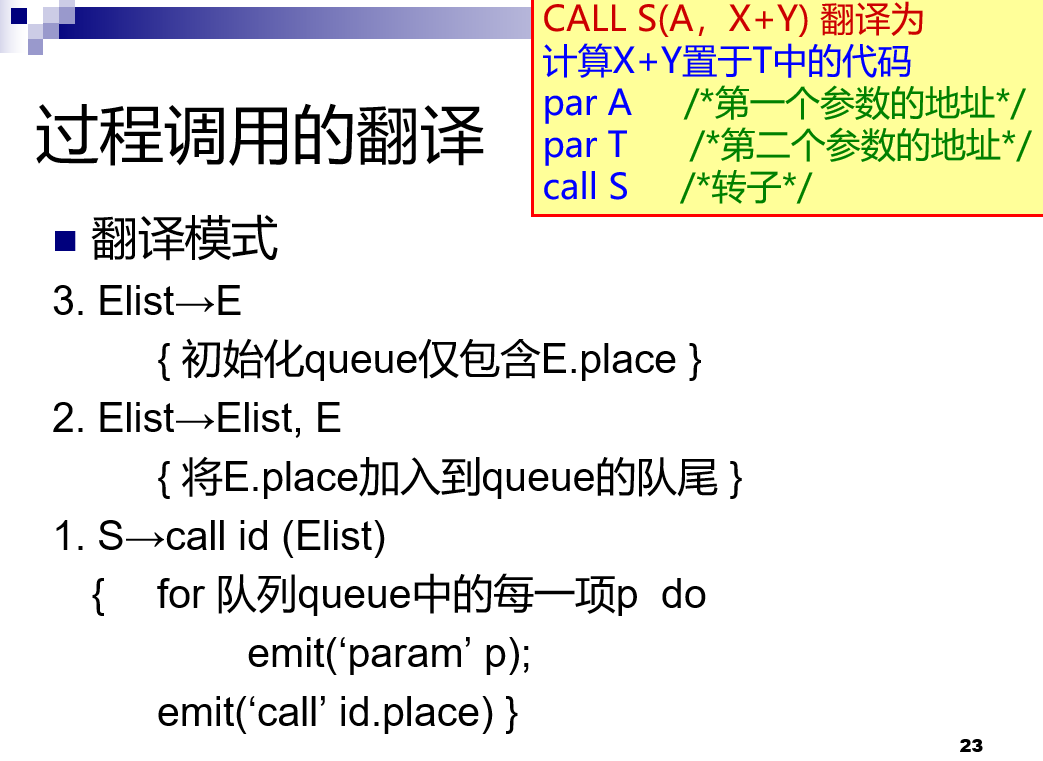 CALL S(A，X+Y) 翻译为
计算X+Y置于T中的代码
par A /*第一个参数的地址*/
par T /*第二个参数的地址*/
call S /*转子*/
过程调用的翻译
翻译模式
3. Elist→E
{ 初始化queue仅包含E.place }
2. Elist→Elist, E
{ 将E.place加入到queue的队尾 }
1. S→call id (Elist)
{ for 队列queue中的每一项p do
emit(‘param’ p);
emit(‘call’ id.place) }
23